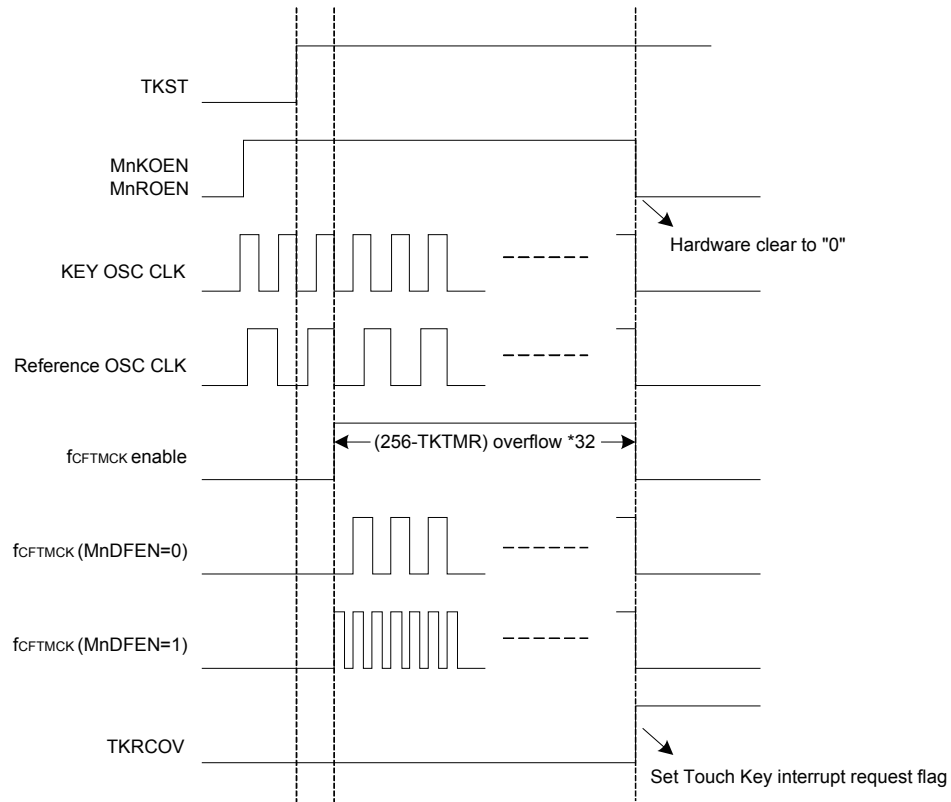 TKST
MnKOEN
MnROEN
Hardware clear to "0"
KEY OSC CLK
Reference OSC CLK
(256-TKTMR) overflow *32
fCFTMCK enable
fCFTMCK (MnDFEN=0)
fCFTMCK (MnDFEN=1)
TKRCOV
Set Touch Key interrupt request flag